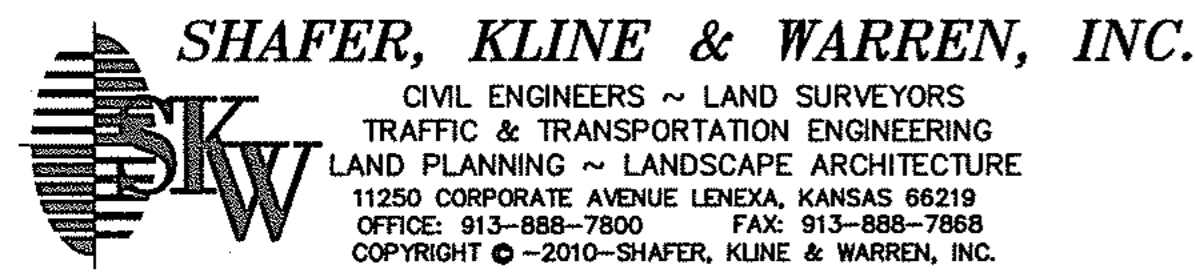 SHAFER, KLINE & WARREN, INC.
SKW
CIVIL ENGINEERS ~ LAND SURVEYORS
TRAFFIC & TRANSPORTATION ENGINEERING
LAND PLANNING ~ LANDSCAPE ARCHITECTURE
11250 CORPORATE AVENUE LENEXA, KANSAS 66219
OFFICE: 913-888-7800 FAX: 913-888-7868
COPYRIGHT © -2010-SHAFER, KLINE & WARREN, INC.